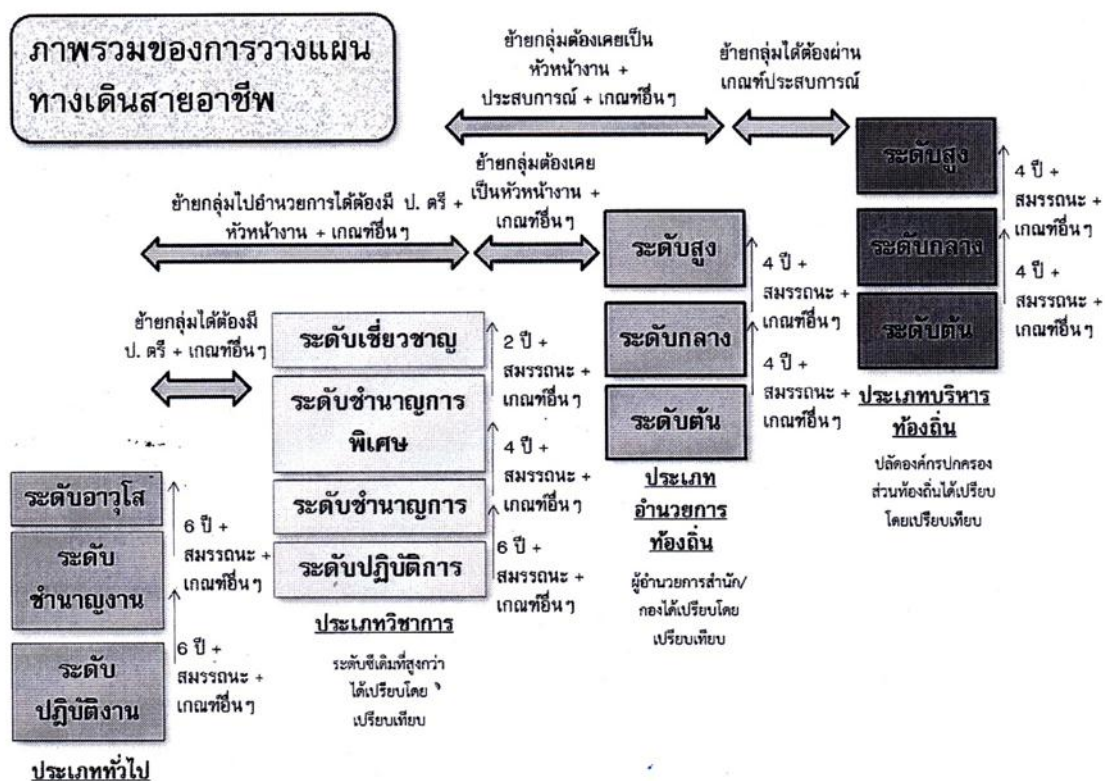 ภาพรวมของการวางแผน
ทางเดินสายอาชีพ
ย้ายกลุ่มต้องเคยเป็น
หัวหน้างาน +
ประสบการณ์ + เกณฑ์อื่นๆ
ย้ายกลุ่มได้ต้องผ่าน
เกณฑ์ประสบการณ์
ย้ายกลุ่มไปอำนวยการได้ต้องมี ป. ตรี +
หัวหน้างาน + เกณฑ์อื่นๆ
ย้ายกลุ่มต้องเคย
เป็นหัวหน้างาน +
เกณฑ์อื่นๆ
ย้ายกลุ่มได้ต้องมี
ป. ตรี + เกณฑ์อื่นๆ
ระดับอาวุโส
6 ปี +
สมรรถนะ +
เกณฑ์อื่นๆ
ระดับ
ชำนาญงาน
6 ปี +
สมรรถนะ +
เกณฑ์อื่นๆ
ระดับ
ปฏิบัติงาน
ประเภททั่วไป
ระดับเชี่ยวชาญ
2 ปี +
สมรรถนะ +
เกณฑ์อื่นๆ
ระดับชำนาญการ
พิเศษ
4 ปี +
สมรรถนะ +
เกณฑ์อื่นๆ
ระดับชำนาญการ
6 ปี +
สมรรถนะ +
เกณฑ์อื่นๆ
ระดับปฏิบัติการ
ประเภทวิชาการ
ระดับซีเดิมที่สูงกว่า
ได้เปรียบโดย
เปรียบเทียบ
ระดับสูง
4 ปี +
สมรรถนะ +
เกณฑ์อื่นๆ
ระดับกลาง
4 ปี +
สมรรถนะ +
เกณฑ์อื่นๆ
ระดับต้น
ประเภท
อำนวยการ
ท้องถิ่น
ผู้อำนวยการสำนัก/
กองได้เปรียบโดย
เปรียบเทียบ
ระดับสูง
4 ปี +
สมรรถนะ +
เกณฑ์อื่นๆ
ระดับกลาง
4 ปี +
สมรรถนะ +
เกณฑ์อื่นๆ
ระดับต้น
ประเภทบริหาร
ท้องถิ่น
ปลัดองค์กรปกครอง
ส่วนท้องถิ่นได้เปรียบ
โดยเปรียบเทียบ